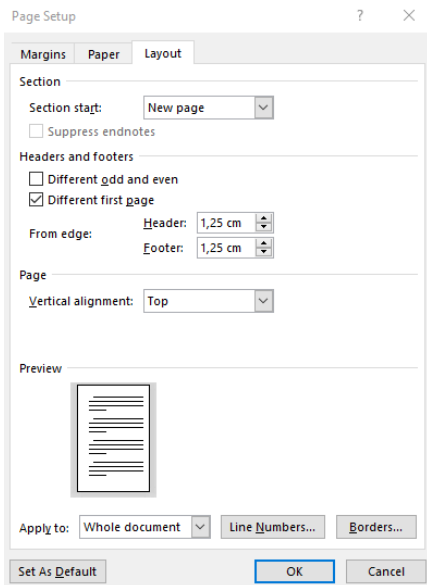 Page Setup ? ×
Margins Paper Layout
Section
Section start: New page
Suppress endnotes
Headers and footers
Different odd and even
Different first page
From edge: Header: 1,25 cm
Footer: 1,25 cm
Page
Vertical alignment: Top
Preview
Apply to: Whole document Line Numbers... Borders...
Set As Default OK Cancel